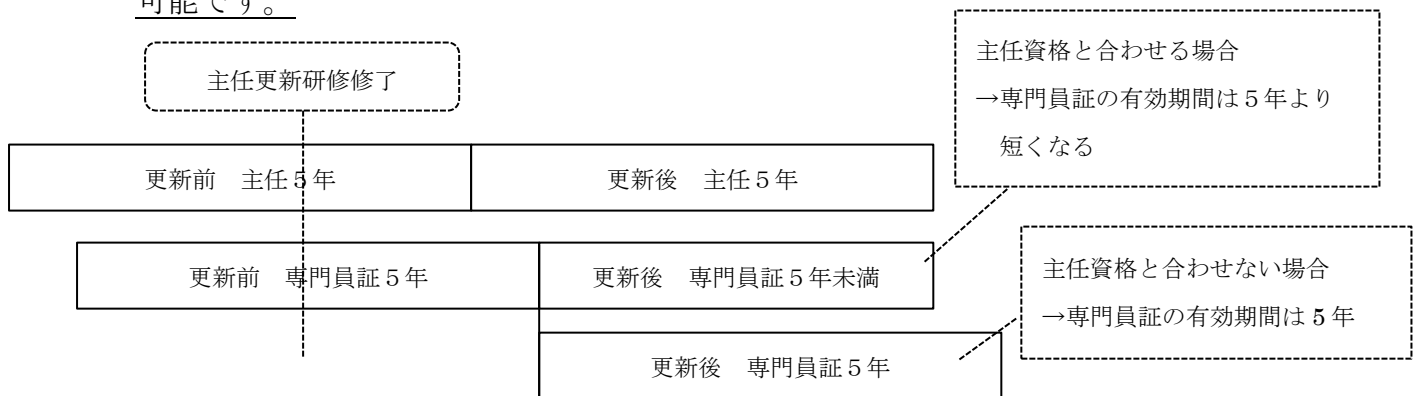 可能です。
主任更新研修修了
主任資格と合わせる場合
→専門員証の有効期間は５年より
短くなる
更新前　主任５年
更新後　主任５年
更新前　専門員証５年
更新後　専門員証５年未満
主任資格と合わせない場合
→専門員証の有効期間は 5 年
更新後　専門員証５年